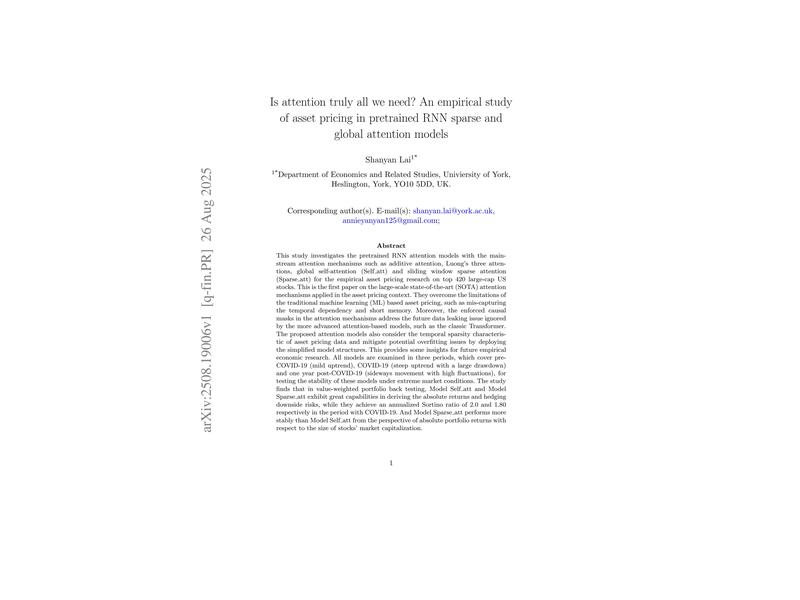 Is attention truly all we need? An empirical study
of asset pricing in pretrained RNN sparse and
global attention models
Shanyan Lai1*
1*Department of Economics and Related Studies, Univiersity of York,
Heslington, York, YO10 5DD, UK.
Corresponding author(s). E-mail(s): shanyan.lai@york.ac.uk,
annieyanyan125@gmail.com;
Abstract
This study investigates the pretrained RNN attention models with the main-
stream attention mechanisms such as additive attention, Luong's three atten-
tions, global self-attention (Self_att) and sliding window sparse attention
(Sparse_att) for the empirical asset pricing research on top 420 large-cap US
stocks. This is the first paper on the large-scale state-of-the-art (SOTA) attention
mechanisms applied in the asset pricing context. They overcome the limitations of
the traditional machine learning (ML) based asset pricing, such as mis-capturing
the temporal dependency and short memory. Moreover, the enforced causal
masks in the attention mechanisms address the future data leaking issue ignored
by the more advanced attention-based models, such as the classic Transformer.
The proposed attention models also consider the temporal sparsity characteris-
tic of asset pricing data and mitigate potential overfitting issues by deploying
the simplified model structures. This provides some insights for future empirical
economic research. All models are examined in three periods, which cover pre-
COVID-19 (mild uptrend), COVID-19 (steep uptrend with a large drawdown)
and one year post-COVID-19 (sideways movement with high fluctuations), for
testing the stability of these models under extreme market conditions. The study
finds that in value-weighted portfolio back testing, Model Self_att and Model
Sparse_att exhibit great capabilities in deriving the absolute returns and hedging
downside risks, while they achieve an annualized Sortino ratio of 2.0 and 1.80
respectively in the period with COVID-19. And Model Sparse_att performs more
stably than Model Self_att from the perspective of absolute portfolio returns with
respect to the size of stocks' market capitalization.
1
arXiv:2508.19006v1 [q-fin.PR] 26 Aug 2025